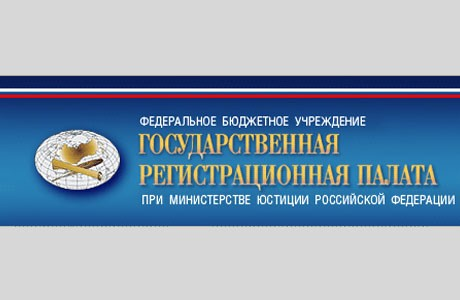 ФЕДЕРАЛЬНОЕ БЮДЖЕТНОЕ УЧРЕЖДЕНИЕ
ГОСУДАРСТВЕННАЯ
РЕГИСТРАЦИОННАЯ ПАЛАТА
ПРИ МИНИСТЕРСТВЕ ЮСТИЦИИ РОССИЙСКОЙ ФЕДЕРАЦИИ